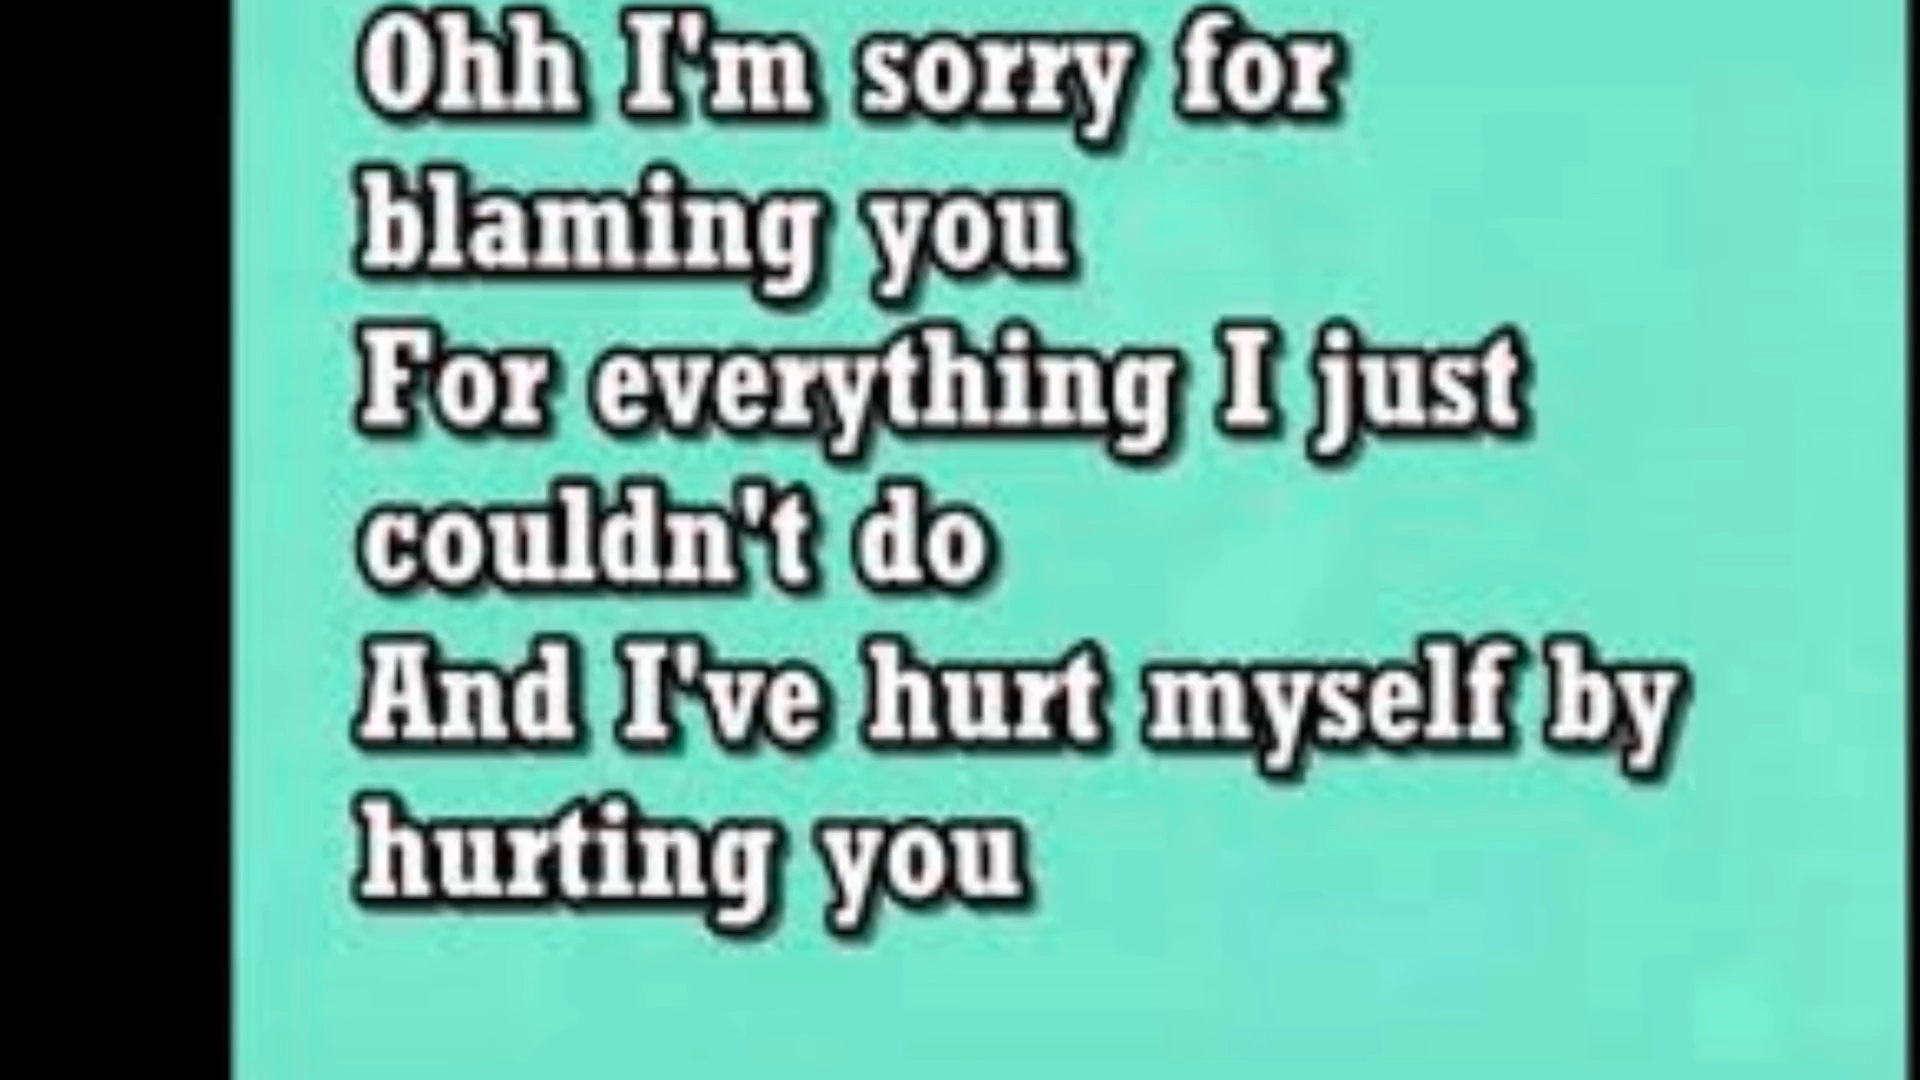 Ohh I'm sorry for
blaming you
For everything I just
couldn't do
And I've hurt myself by
hurting you